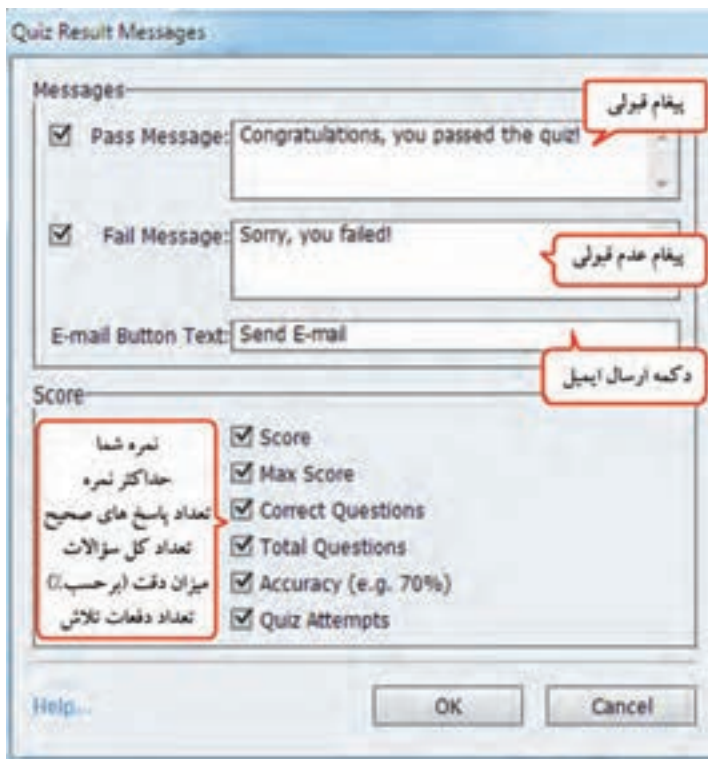 Quiz Result Messages
Messages
پیغام قبولی
Pass Message: Congratulations, you passed the quiz!
Fail Message: Sorry, you failed!
پیغام عدم قبولی
E-mail Button Text: Send E-mail
دکمه ارسال ایمیل
Score
نمره شما
حداکثر نمره
تعداد پاسخ های صحیح
تعداد کل سؤالات
میزان دقت (برحسب٪)
تعداد دفعات تلاش
Score
Max Score
Correct Questions
Total Questions
Accuracy (e.g. 70%)
Quiz Attempts
Help...
OK
Cancel